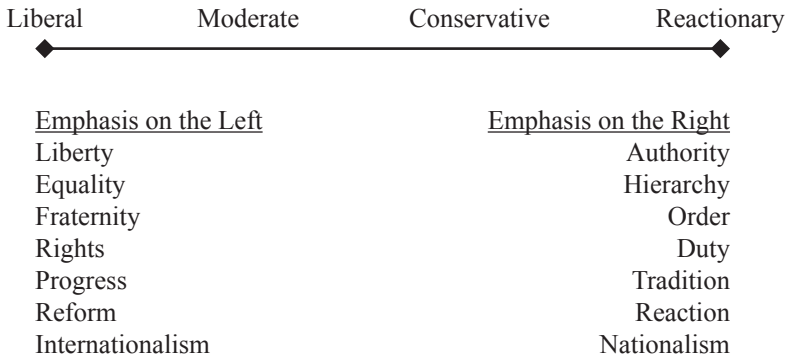 Liberal Moderate Conservative Reactionary
Emphasis on the Left Emphasis on the Right
Liberty Authority
Equality Hierarchy
Fraternity Order
Rights Duty
Progress Tradition
Reform Reaction
Internationalism Nationalism